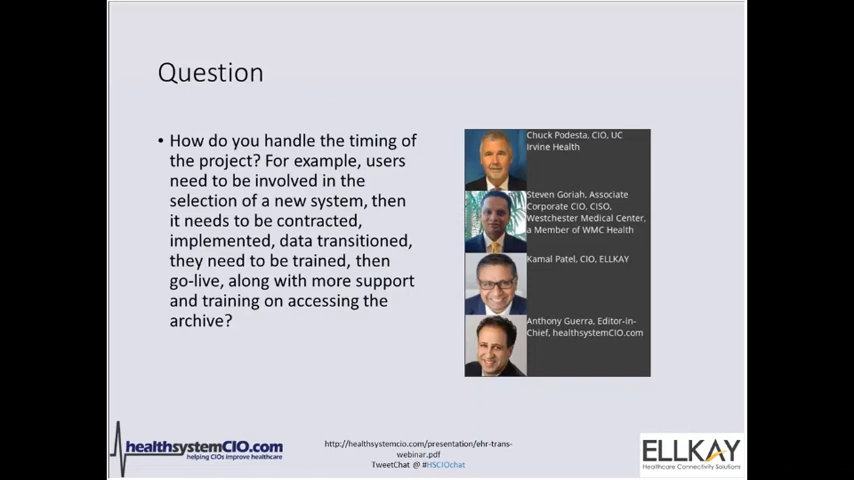 Question
• How do you handle the timing of
the project? For example, users
need to be involved in the
selection of a new system, then
it needs to be contracted,
implemented, data transitioned,
they need to be trained, then
go-live, along with more support
and training on accessing the
archive?
Chuck Podesta, CIO, UC
Irvine Health
Steven Goriah, Associate
Corporate CIO, CISO,
Westchester Medical Center,
a Member of WMC Health
Kamal Patel, CIO, ELLKAY
Anthony Guerra, Editor-in-
Chief, healthsystemCIO.com
healthsystemCIO.com
helping CIOs improve healthcare
http://healthsystemcio.com/presentation/ehr-trans-
webinar.pdf
TweetChat @ #HSCIOchat
ELLKAY
Healthcare Connectivity Solutions